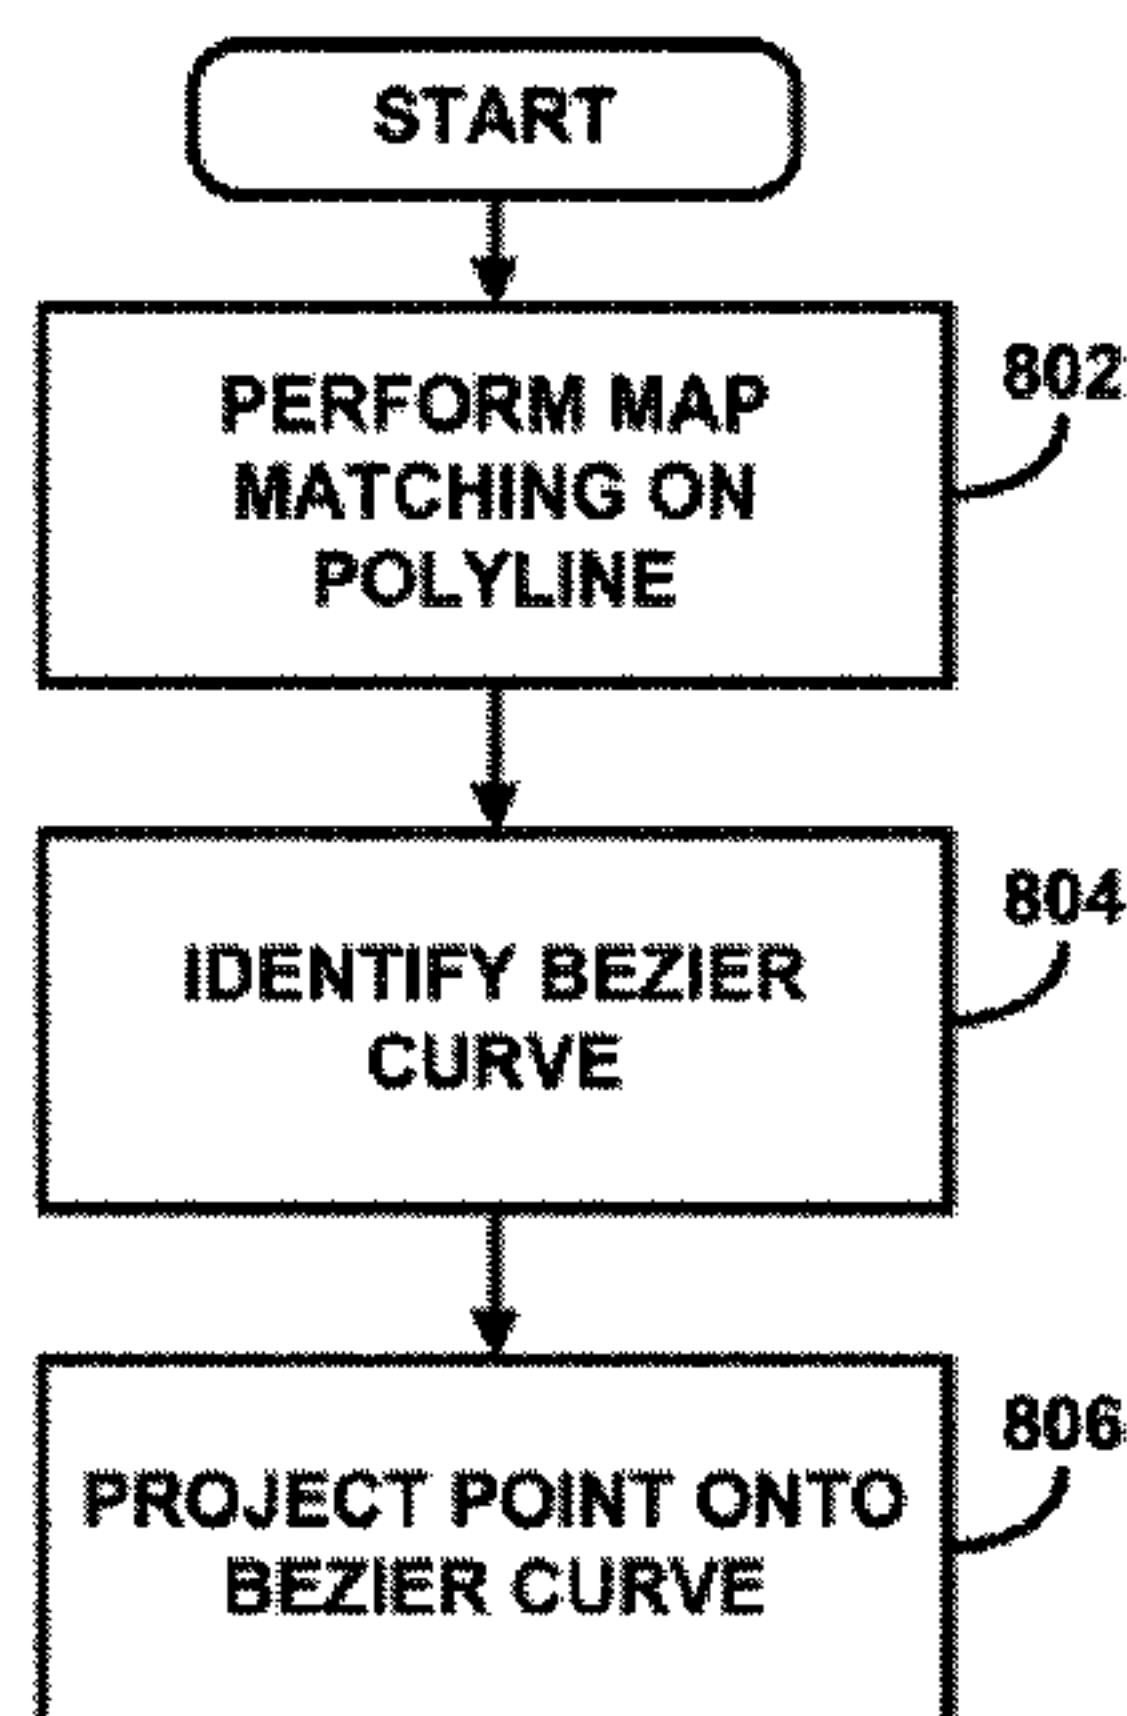 START
PERFORM MAP
MATCHING ON
POLYLINE
802
IDENTIFY BEZIER
CURVE
804
PROJECT POINT ONTO
BEZIER CURVE
806